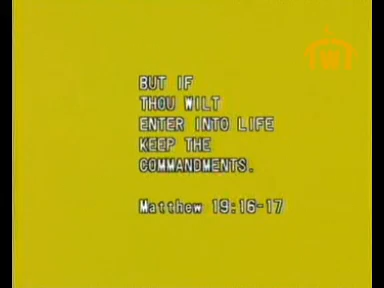 BUT IF
THOU WILT
ENTER INTO LIFE
KEEP THE
COMMANDMENTS.
Matthew 19:16-17